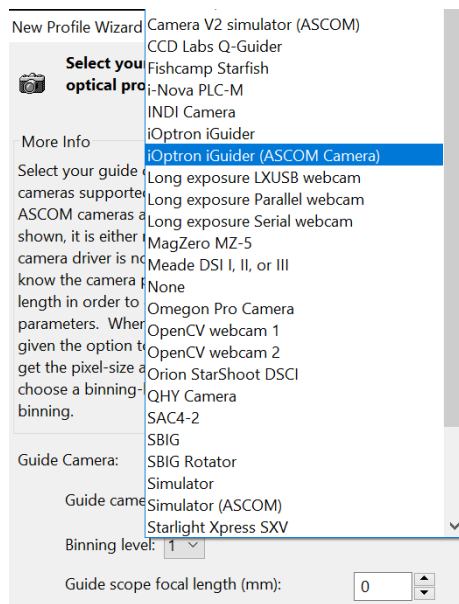 New Profile Wizard
Select your
optical pro
More Info
Select your guide
cameras supporte
ASCOM cameras a
shown, it is either
camera driver is no
know the camera
length in order to
parameters. When
given the option to
get the pixel-size a
choose a binning-
binning.
Guide Camera:
Guide came
Camera V2 simulator (ASCOM)
CCD Labs Q-Guider
Fishcamp Starfish
i-Nova PLC-M
INDI Camera
iOptron iGuider
iOptron iGuider (ASCOM Camera)
Long exposure LXUSB webcam
Long exposure Parallel webcam
Long exposure Serial webcam
MagZero MZ-5
Meade DSI I, II, or III
None
Omegon Pro Camera
OpenCV webcam 1
OpenCV webcam 2
Orion StarShoot DSCI
QHY Camera
SAC4-2
SBIG
SBIG Rotator
Simulator
Simulator (ASCOM)
Starlight Xpress SXV
Binning level: 1
Guide scope focal length (mm): 0